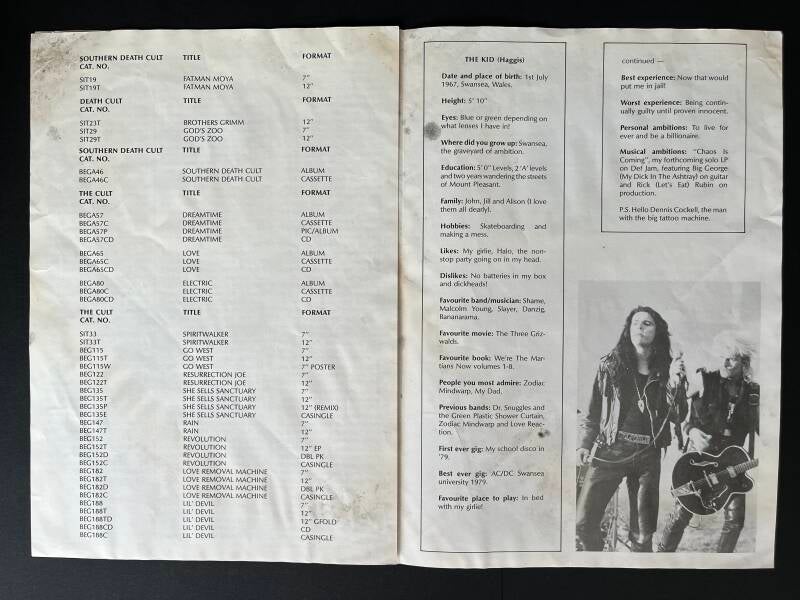 SOUTHERN DEATH CULT TITLE FORMAT
CAT. NO.
SIT19 FATMAN MOYA 7"
SIT19T FATMAN MOYA 12"
DEATH CULT TITLE FORMAT
CAT. NO.
SIT23T BROTHERS GRIMM 12"
SIT29 GOD'S ZOO 7"
SIT29T GOD'S ZOO 12"
SOUTHERN DEATH CULT TITLE FORMAT
CAT. NO.
BEGA46 SOUTHERN DEATH CULT ALBUM
BEGA46C SOUTHERN DEATH CULT CASSETTE
THE CULT TITLE FORMAT
CAT. NO.
BEGA57 DREAMTIME ALBUM
BEGA57C DREAMTIME CASSETTE
BEGA57P DREAMTIME PIC/ALBUM
BEGA57CD DREAMTIME CD
BEGA65 LOVE ALBUM
BEGA65C LOVE CASSETTE
BEGA65CD LOVE CD
BEGA80 ELECTRIC ALBUM
BEGA80C ELECTRIC CASSETTE
BEGA80CD ELECTRIC CD
THE CULT TITLE FORMAT
CAT. NO.
SIT33 SPIRITWALKER 7"
SIT33T SPIRITWALKER 12"
BEG115 GO WEST 7"
BEG115T GO WEST 12"
BEG115W GO WEST 7" POSTER
BEG122 RESURRECTION JOE 7"
BEG122T RESURRECTION JOE 12"
BEG135 SHE SELLS SANCTUARY 7"
BEG135T SHE SELLS SANCTUARY 12"
BEG135P SHE SELLS SANCTUARY 12" (REMIX)
BEG135E SHE SELLS SANCTUARY CASINGLE
BEG147 RAIN 7"
BEG147T RAIN 12"
BEG152 REVOLUTION 7"
BEG152T REVOLUTION 12" EP
BEG152D REVOLUTION DBL PK
BEG152C REVOLUTION CASINGLE
BEG182 LOVE REMOVAL MACHINE 7"
BEG182T LOVE REMOVAL MACHINE 12"
BEG182D LOVE REMOVAL MACHINE DBL PK
BEG182C LOVE REMOVAL MACHINE CASINGLE
BEG188 LIL' DEVIL 7"
BEG188T LIL' DEVIL 12"
BEG188TD LIL' DEVIL 12" GFOLD
BEG188CD LIL' DEVIL CD
BEG188C LIL' DEVIL CASINGLE
THE KID (Haggis)
Date and place of birth: 1st July
1967, Swansea, Wales.
Height: 5' 10"
Eyes: Blue or green depending on
what lenses I have in!
Where did you grow up: Swansea,
the graveyard of ambition.
Education: 5'0'' Levels, 2 'A' levels
and two years wandering the streets
of Mount Pleasant.
Family: John, Jill and Alison (I love
them all dearly).
Hobbies: Skateboarding and
making a mess.
Likes: My girlie, Halo, the non-
stop party going on in my head.
Dislikes: No batteries in my box
and dickheads!
Favourite band/musician: Shame,
Malcolm Young, Slayer, Danzig,
Bananarama.
Favourite movie: The Three Griz-
walds.
Favourite book: We're The Mar-
tians Now volumes 1-8.
People you most admire: Zodiac
Mindwarp, My Dad.
Previous bands: Dr. Snuggles and
the Green Plastic Shower Curtain,
Zodiac Mindwarp and Love Reac-
tion.
First ever gig: My school disco in
'79.
Best ever gig: AC/DC Swansea
university 1979.
Favourite place to play: In bed
with my girlie!
continued —
Best experience: Now that would
put me in jail!
Worst experience: Being contin-
ually guilty until proven innocent.
Personal ambitions: To live for
ever and be a billionaire.
Musical ambitions: "Chaos Is
Coming", my forthcoming solo LP
on Def Jam, featuring Big George
(My Dick In The Ashtray) on guitar
and Rick (Let's Eat) Rubin on
production.
P.S. Hello Dennis Cockell, the man
with the big tattoo machine.